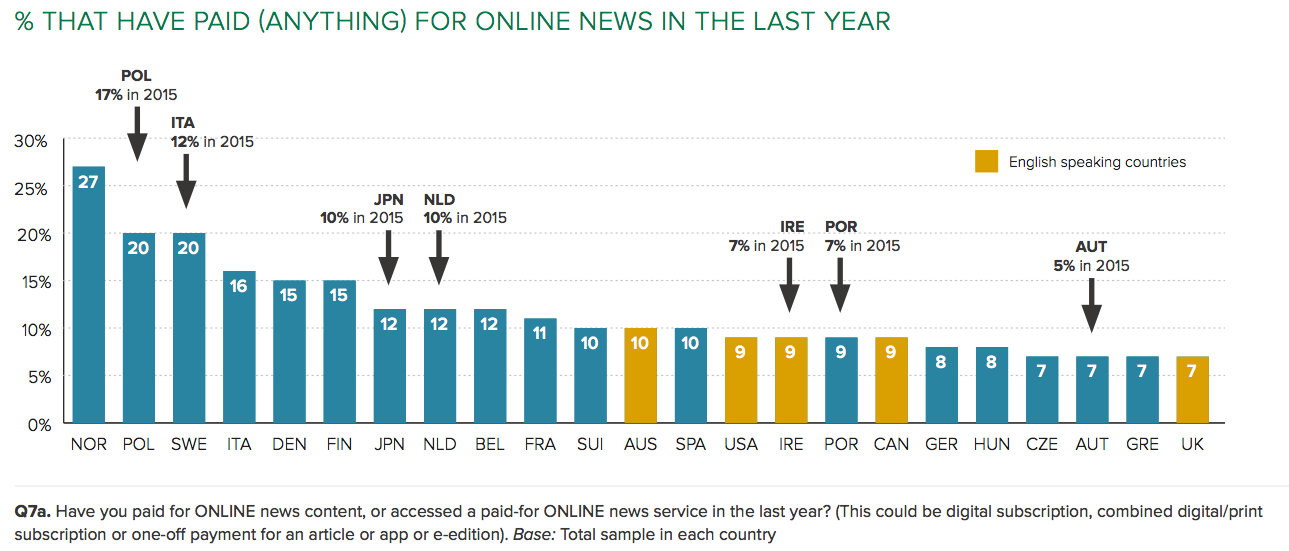 % THAT HAVE PAID (ANYTHING) FOR ONLINE NEWS IN THE LAST YEAR
POL
17% in 2015
ITA
12% in 2015
JPN
10% in 2015
NLD
10% in 2015
IRE
7% in 2015
POR
7% in 2015
AUT
5% in 2015
English speaking countries
30%
25%
20%
15%
10%
5%
0%
27 20 20 16 15 15 12 12 12 11 10 10 10 9 9 9 9 8 8 7 7 7 7
NOR POL SWE ITA DEN FIN JPN NLD BEL FRA SUI AUS SPA USA IRE POR CAN GER HUN CZE AUT GRE UK
Q7a. Have you paid for ONLINE news content, or accessed a paid-for ONLINE news service in the last year? (This could be digital subscription, combined digital/print
subscription or one-off payment for an article or app or e-edition). Base: Total sample in each country